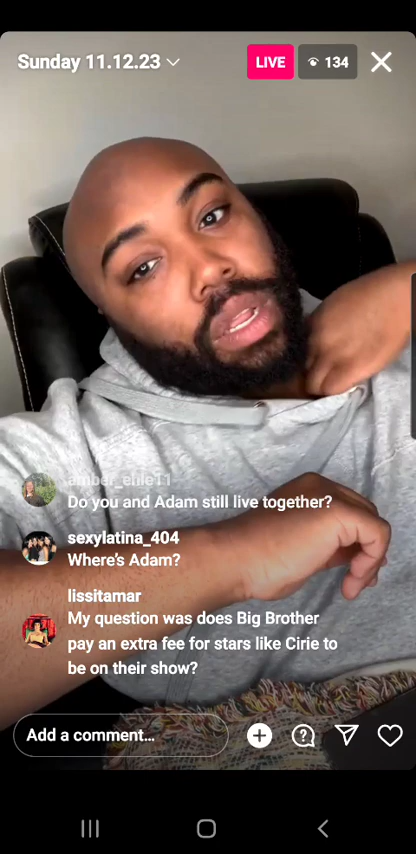 Sunday 11.12.23
LIVE
134
amber_ehle11
Do you and Adam still live together?
sexylatina_404
Where's Adam?
lissitamar
My question was does Big Brother
pay an extra fee for stars like Cirie to
be on their show?
Add a comment...